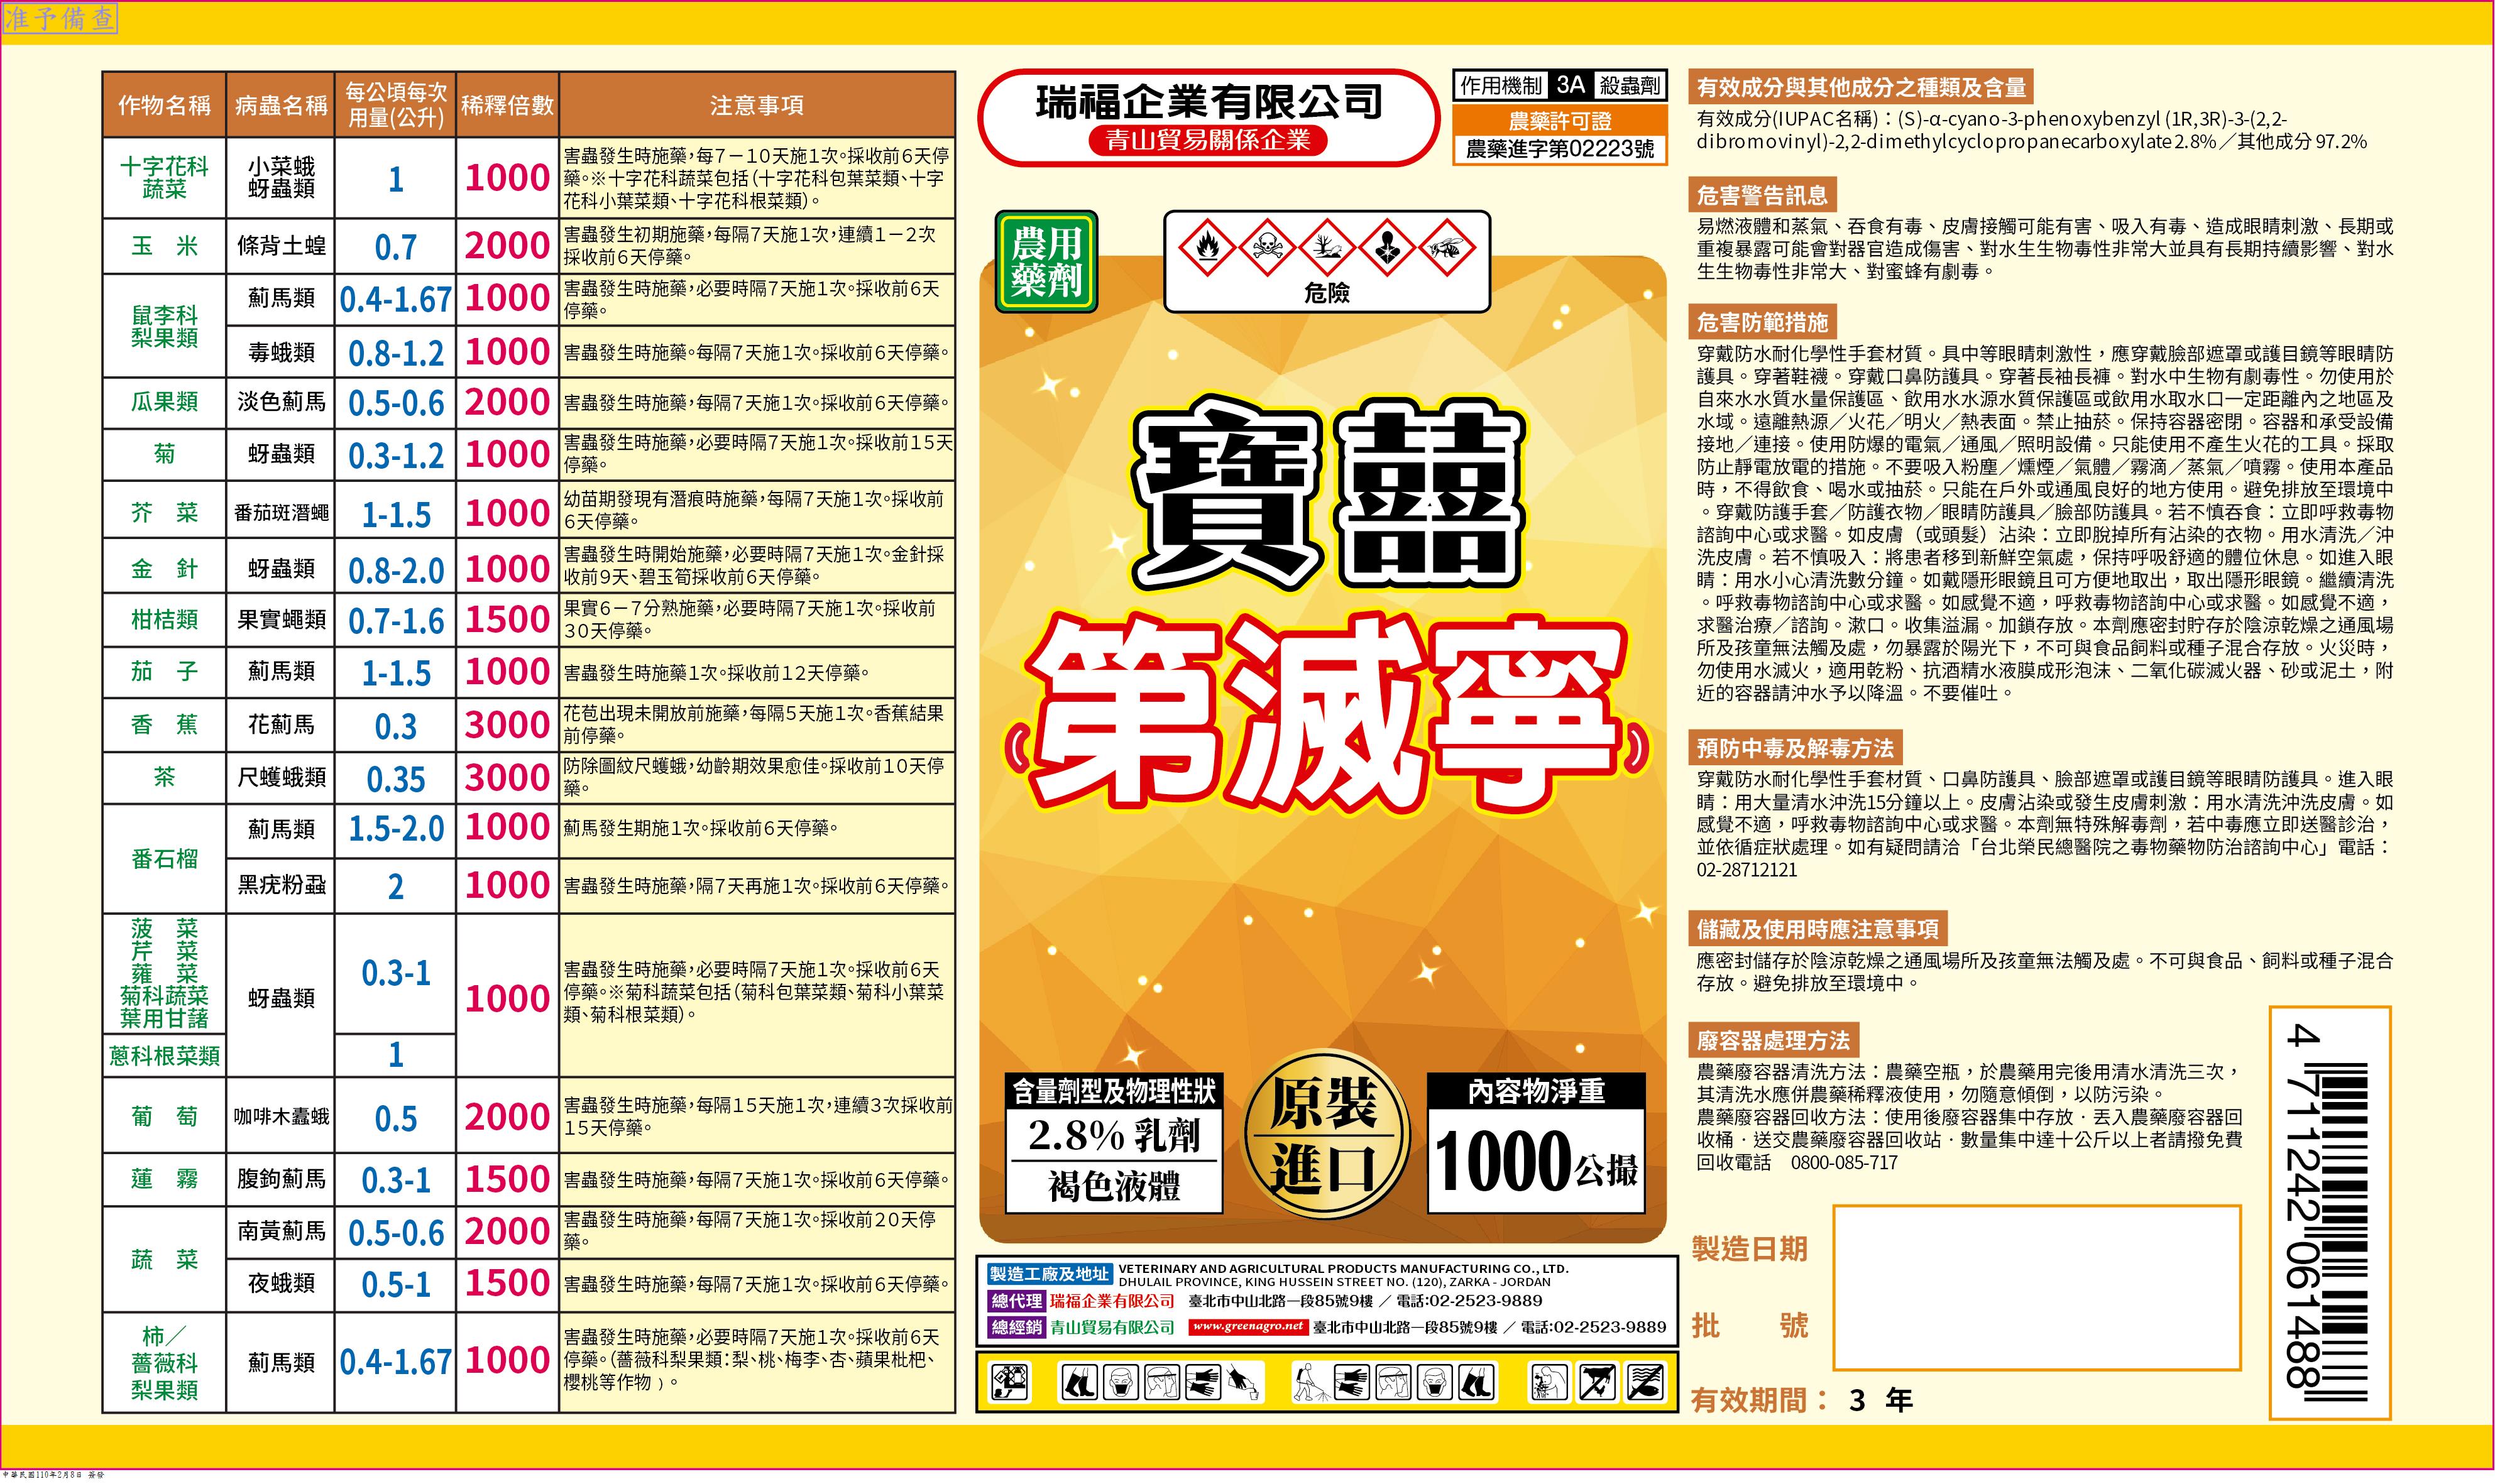 准予備查
作物名稱 病蟲名稱 每公頃每次用量(公升) 稀釋倍數 注意事項
十字花科蔬菜 小菜蛾 蚜蟲類 1 1000 害蟲發生時施藥，每7－10天施1次。採收前6天停
藥。※十字花科蔬菜包括(十字花科包葉菜類、十字
花科小葉菜類、十字花科根菜類)。
玉　米 條背土蝗 0.7 2000 害蟲發生初期施藥，每隔7天施1次，連續1－2次
採收前6天停藥。
鼠李科梨果類 薊馬類 0.4-1.67 1000 害蟲發生時施藥，必要時隔7天施1次。採收前6天
停藥。
毒蛾類 0.8-1.2 1000 害蟲發生時施藥。每隔7天施1次。採收前6天停藥。
瓜果類 淡色薊馬 0.5-0.6 2000 害蟲發生時施藥，每隔7天施1次。採收前6天停藥。
菊 蚜蟲類 0.3-1.2 1000 害蟲發生時施藥，必要時隔7天施1次。採收前15天
停藥。
芥　菜 番茄斑潛蠅 1-1.5 1000 幼苗期發現有潛痕時施藥，每隔7天施1次。採收前
6天停藥。
金　針 蚜蟲類 0.8-2.0 1000 害蟲發生時開始施藥，必要時隔7天施1次。金針採
收前9天、碧玉筍採收前6天停藥。
柑桔類 果實蠅類 0.7-1.6 1500 果實6－7分熟施藥，必要時隔7天施1次。採收前
30天停藥。
茄　子 薊馬類 1-1.5 1000 害蟲發生時施藥1次。採收前12天停藥。
香　蕉 花薊馬 0.3 3000 花苞出現未開放前施藥，每隔5天施1次。香蕉結果
前停藥。
茶 尺蠖蛾類 0.35 3000 防除圖紋尺蠖蛾，幼齡期效果愈佳。採收前10天停
藥。
番石榴 薊馬類 1.5-2.0 1000 薊馬發生期施1次。採收前6天停藥。
黑疣粉蝨 2 1000 害蟲發生時施藥，隔7天再施1次。採收前6天停藥。
菠　菜
芹　菜
蕹　菜
菊科蔬菜
葉用甘藷 蚜蟲類 0.3-1 1000 害蟲發生時施藥，必要時隔7天施1次。採收前6天
停藥。※菊科蔬菜包括(菊科包葉菜類、菊科小葉菜
類、菊科根菜類)。
蔥科根菜類 1
葡　萄 咖啡木蠹蛾 0.5 2000 害蟲發生時施藥，每隔15天施1次，連續3次採收前
15天停藥。
蓮　霧 腹鉤薊馬 0.3-1 1500 害蟲發生時施藥，每隔7天施1次。採收前6天停藥。
蔬　菜 南黃薊馬 0.5-0.6 2000 害蟲發生時施藥，每隔7天施1次。採收前20天停
藥。
夜蛾類 0.5-1 1500 害蟲發生時施藥，每隔7天施1次。採收前6天停藥。
柿／薔薇科梨果類 薊馬類 0.4-1.67 1000 害蟲發生時施藥，必要時隔7天施1次。採收前6天
停藥。(薔薇科梨果類：梨、桃、梅李、杏、蘋果枇杷、
櫻桃等作物)。
中華民國110年2月8日 簽發
瑞福企業有限公司
青山貿易關係企業
作用機制 3A 殺蟲劑
農藥許可證
農藥進字第02223號
農用
藥劑
危險
寶囍
第滅寧
含量劑型及物理性狀
2.8% 乳劑
褐色液體
原裝
進口
內容物淨重
1000公撮
製造工廠及地址 VETERINARY AND AGRICULTURAL PRODUCTS MANUFACTURING CO., LTD.
DHULAIL PROVINCE, KING HUSSEIN STREET NO. (120), ZARKA - JORDAN
總代理 瑞福企業有限公司 臺北市中山北路一段85號9樓 ／ 電話:02-2523-9889
總經銷 青山貿易有限公司 www.greenagro.net 臺北市中山北路一段85號9樓 ／ 電話:02-2523-9889
有效成分與其他成分之種類及含量
有效成分(IUPAC名稱)：(S)-α-cyano-3-phenoxybenzyl (1R,3R)-3-(2,2-
dibromovinyl)-2,2-dimethylcyclopropanecarboxylate 2.8%／其他成分 97.2%
危害警告訊息
易燃液體和蒸氣、吞食有毒、皮膚接觸可能有害、吸入有毒、造成眼睛刺激、長期或
重複暴露可能會對器官造成傷害、對水生生物毒性非常大並具有長期持續影響、對水
生生物毒性非常大、對蜜蜂有劇毒。
危害防範措施
穿戴防水耐化學性手套材質。具中等眼睛刺激性，應穿戴臉部遮罩或護目鏡等眼睛防
護具。穿著鞋襪。穿戴口鼻防護具。穿著長袖長褲。對水中生物有劇毒性。勿使用於
自來水水質水量保護區、飲用水水源水質保護區或飲用水取水口一定距離內之地區及
水域。遠離熱源／火花／明火／熱表面。禁止抽菸。保持容器密閉。容器和承受設備
接地／連接。使用防爆的電氣／通風／照明設備。只能使用不產生火花的工具。採取
防止靜電放電的措施。不要吸入粉塵／燻煙／氣體／霧滴／蒸氣／噴霧。使用本產品
時，不得飲食、喝水或抽菸。只能在戶外或通風良好的地方使用。避免排放至環境中
。穿戴防護手套／防護衣物／眼睛防護具／臉部防護具。若不慎吞食：立即呼救毒物
諮詢中心或求醫。如皮膚（或頭髮）沾染：立即脫掉所有沾染的衣物。用水清洗／沖
洗皮膚。若不慎吸入：將患者移到新鮮空氣處，保持呼吸舒適的體位休息。如進入眼
睛：用水小心清洗數分鐘。如戴隱形眼鏡且可方便地取出，取出隱形眼鏡。繼續清洗
。呼救毒物諮詢中心或求醫。如感覺不適，呼救毒物諮詢中心或求醫。如感覺不適，
求醫治療／諮詢。漱口。收集溢漏。加鎖存放。本劑應密封貯存於陰涼乾燥之通風場
所及孩童無法觸及處，勿暴露於陽光下，不可與食品飼料或種子混合存放。火災時，
勿使用水滅火，適用乾粉、抗酒精水液膜成形泡沫、二氧化碳滅火器、砂或泥土，附
近的容器請沖水予以降溫。不要催吐。
預防中毒及解毒方法
穿戴防水耐化學性手套材質、口鼻防護具、臉部遮罩或護目鏡等眼睛防護具。進入眼
睛：用大量清水沖洗15分鐘以上。皮膚沾染或發生皮膚刺激：用水清洗沖洗皮膚。如
感覺不適，呼救毒物諮詢中心或求醫。本劑無特殊解毒劑，若中毒應立即送醫診治，
並依循症狀處理。如有疑問請洽「台北榮民總醫院之毒物藥物防治諮詢中心」電話：
02-28712121
儲藏及使用時應注意事項
應密封儲存於陰涼乾燥之通風場所及孩童無法觸及處。不可與食品、飼料或種子混合
存放。避免排放至環境中。
廢容器處理方法
農藥廢容器清洗方法：農藥空瓶，於農藥用完後用清水清洗三次，
其清洗水應併農藥稀釋液使用，勿隨意傾倒，以防污染。
農藥廢容器回收方法：使用後廢容器集中存放．丟入農藥廢容器回
收桶．送交農藥廢容器回收站．數量集中達十公斤以上者請撥免費
回收電話　0800-085-717
製造日期
批　　號
有效期間： 3 年
4 711242 061488